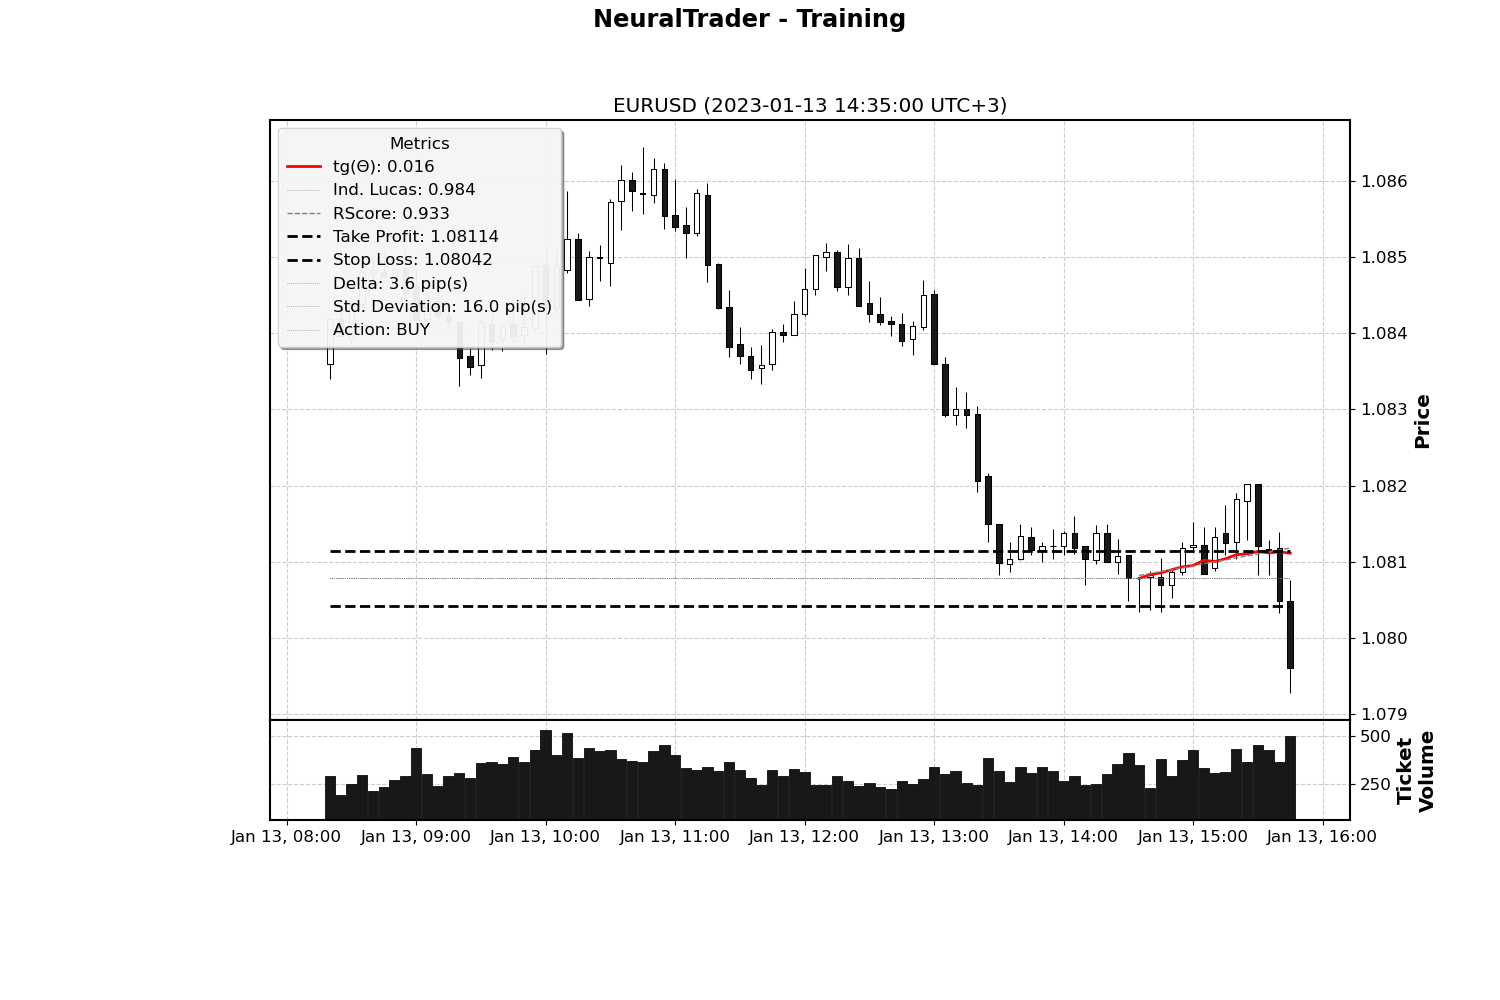 NeuralTrader - Training
EURUSD (2023-01-13 14:35:00 UTC+3)
Metrics
tg(Θ): 0.016
Ind. Lucas: 0.984
RScore: 0.933
Take Profit: 1.08114
Stop Loss: 1.08042
Delta: 3.6 pip(s)
Std. Deviation: 16.0 pip(s)
Action: BUY
1.086
1.085
1.084
1.083
1.082
1.081
1.080
1.079
Price
500
250
Ticket
Volume
Jan 13, 08:00
Jan 13, 09:00
Jan 13, 10:00
Jan 13, 11:00
Jan 13, 12:00
Jan 13, 13:00
Jan 13, 14:00
Jan 13, 15:00
Jan 13, 16:00